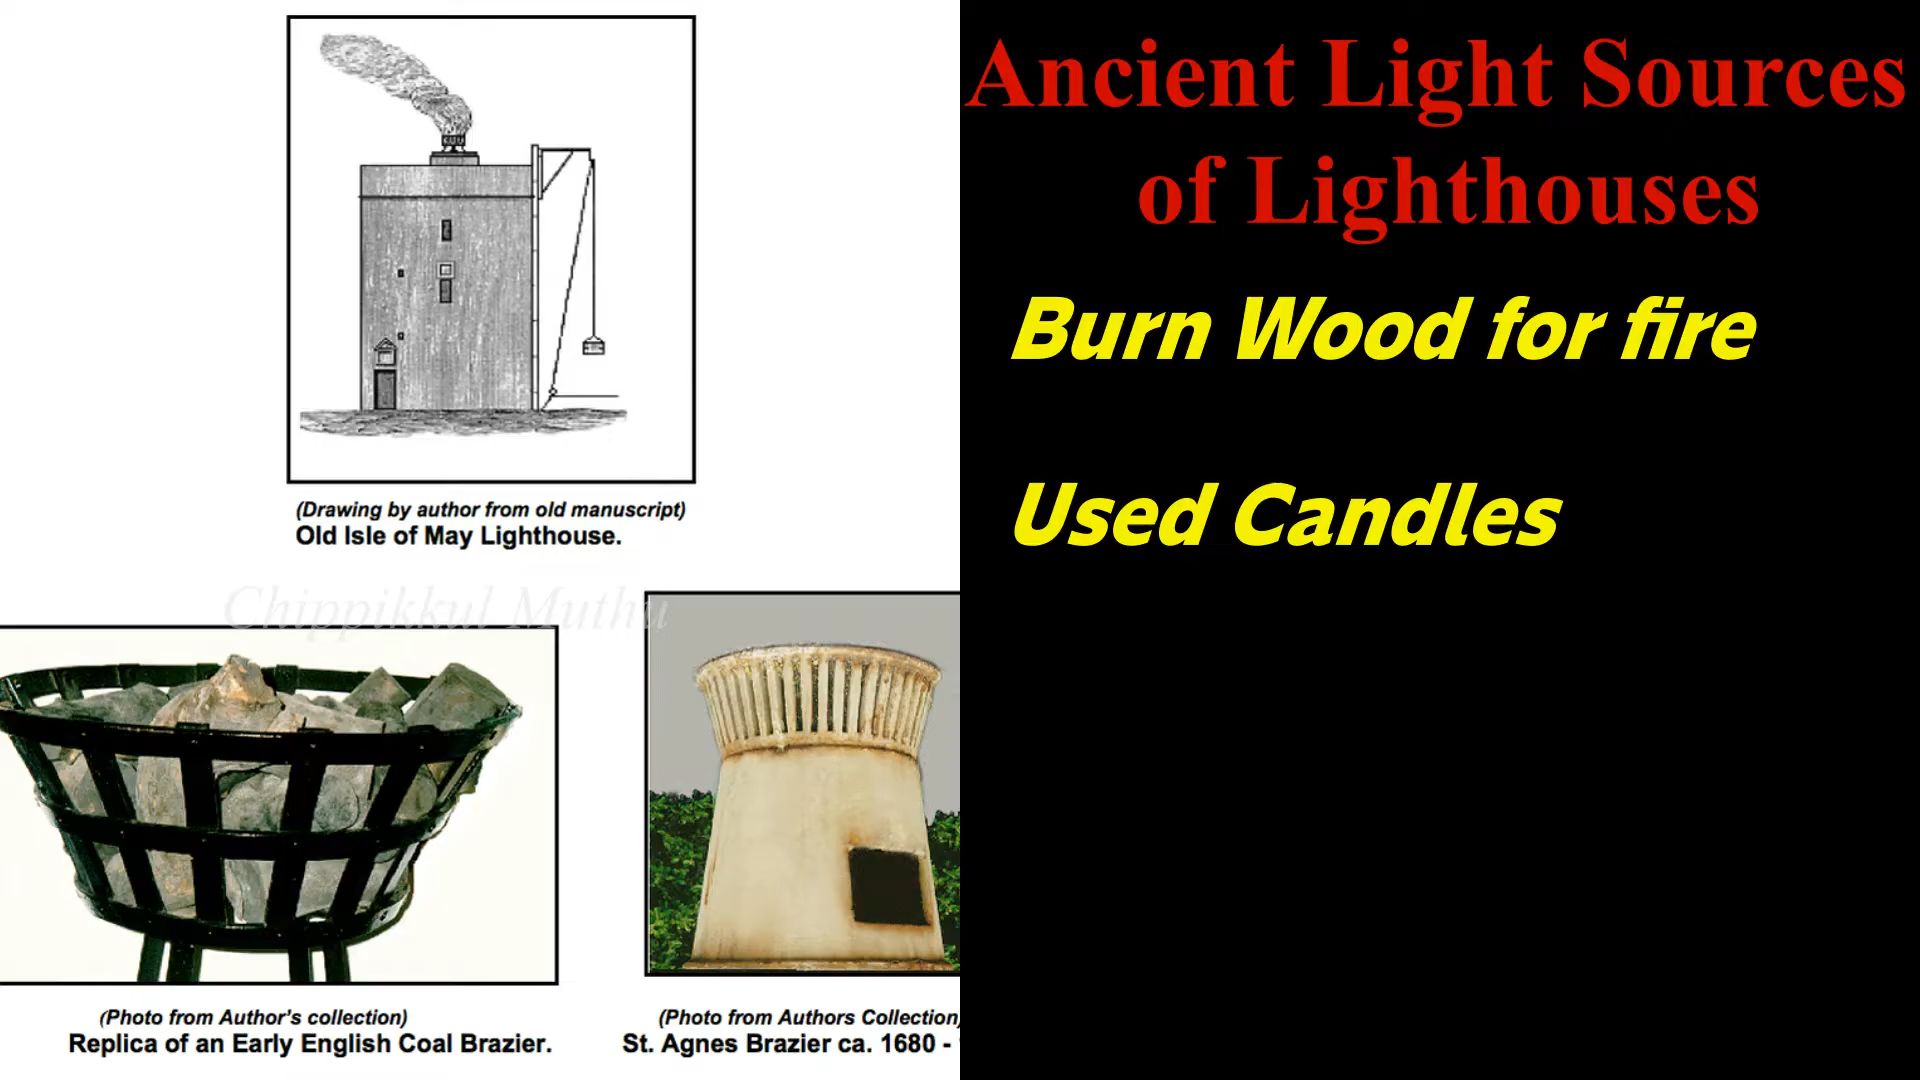 Ancient Light Sources
of Lighthouses
Burn Wood for fire
Used Candles
(Drawing by author from old manuscript)
Old Isle of May Lighthouse.
Chippikkul Muthu
(Photo from Author's collection)
Replica of an Early English Coal Brazier.
(Photo from Authors Collection)
St. Agnes Brazier ca. 1680 -